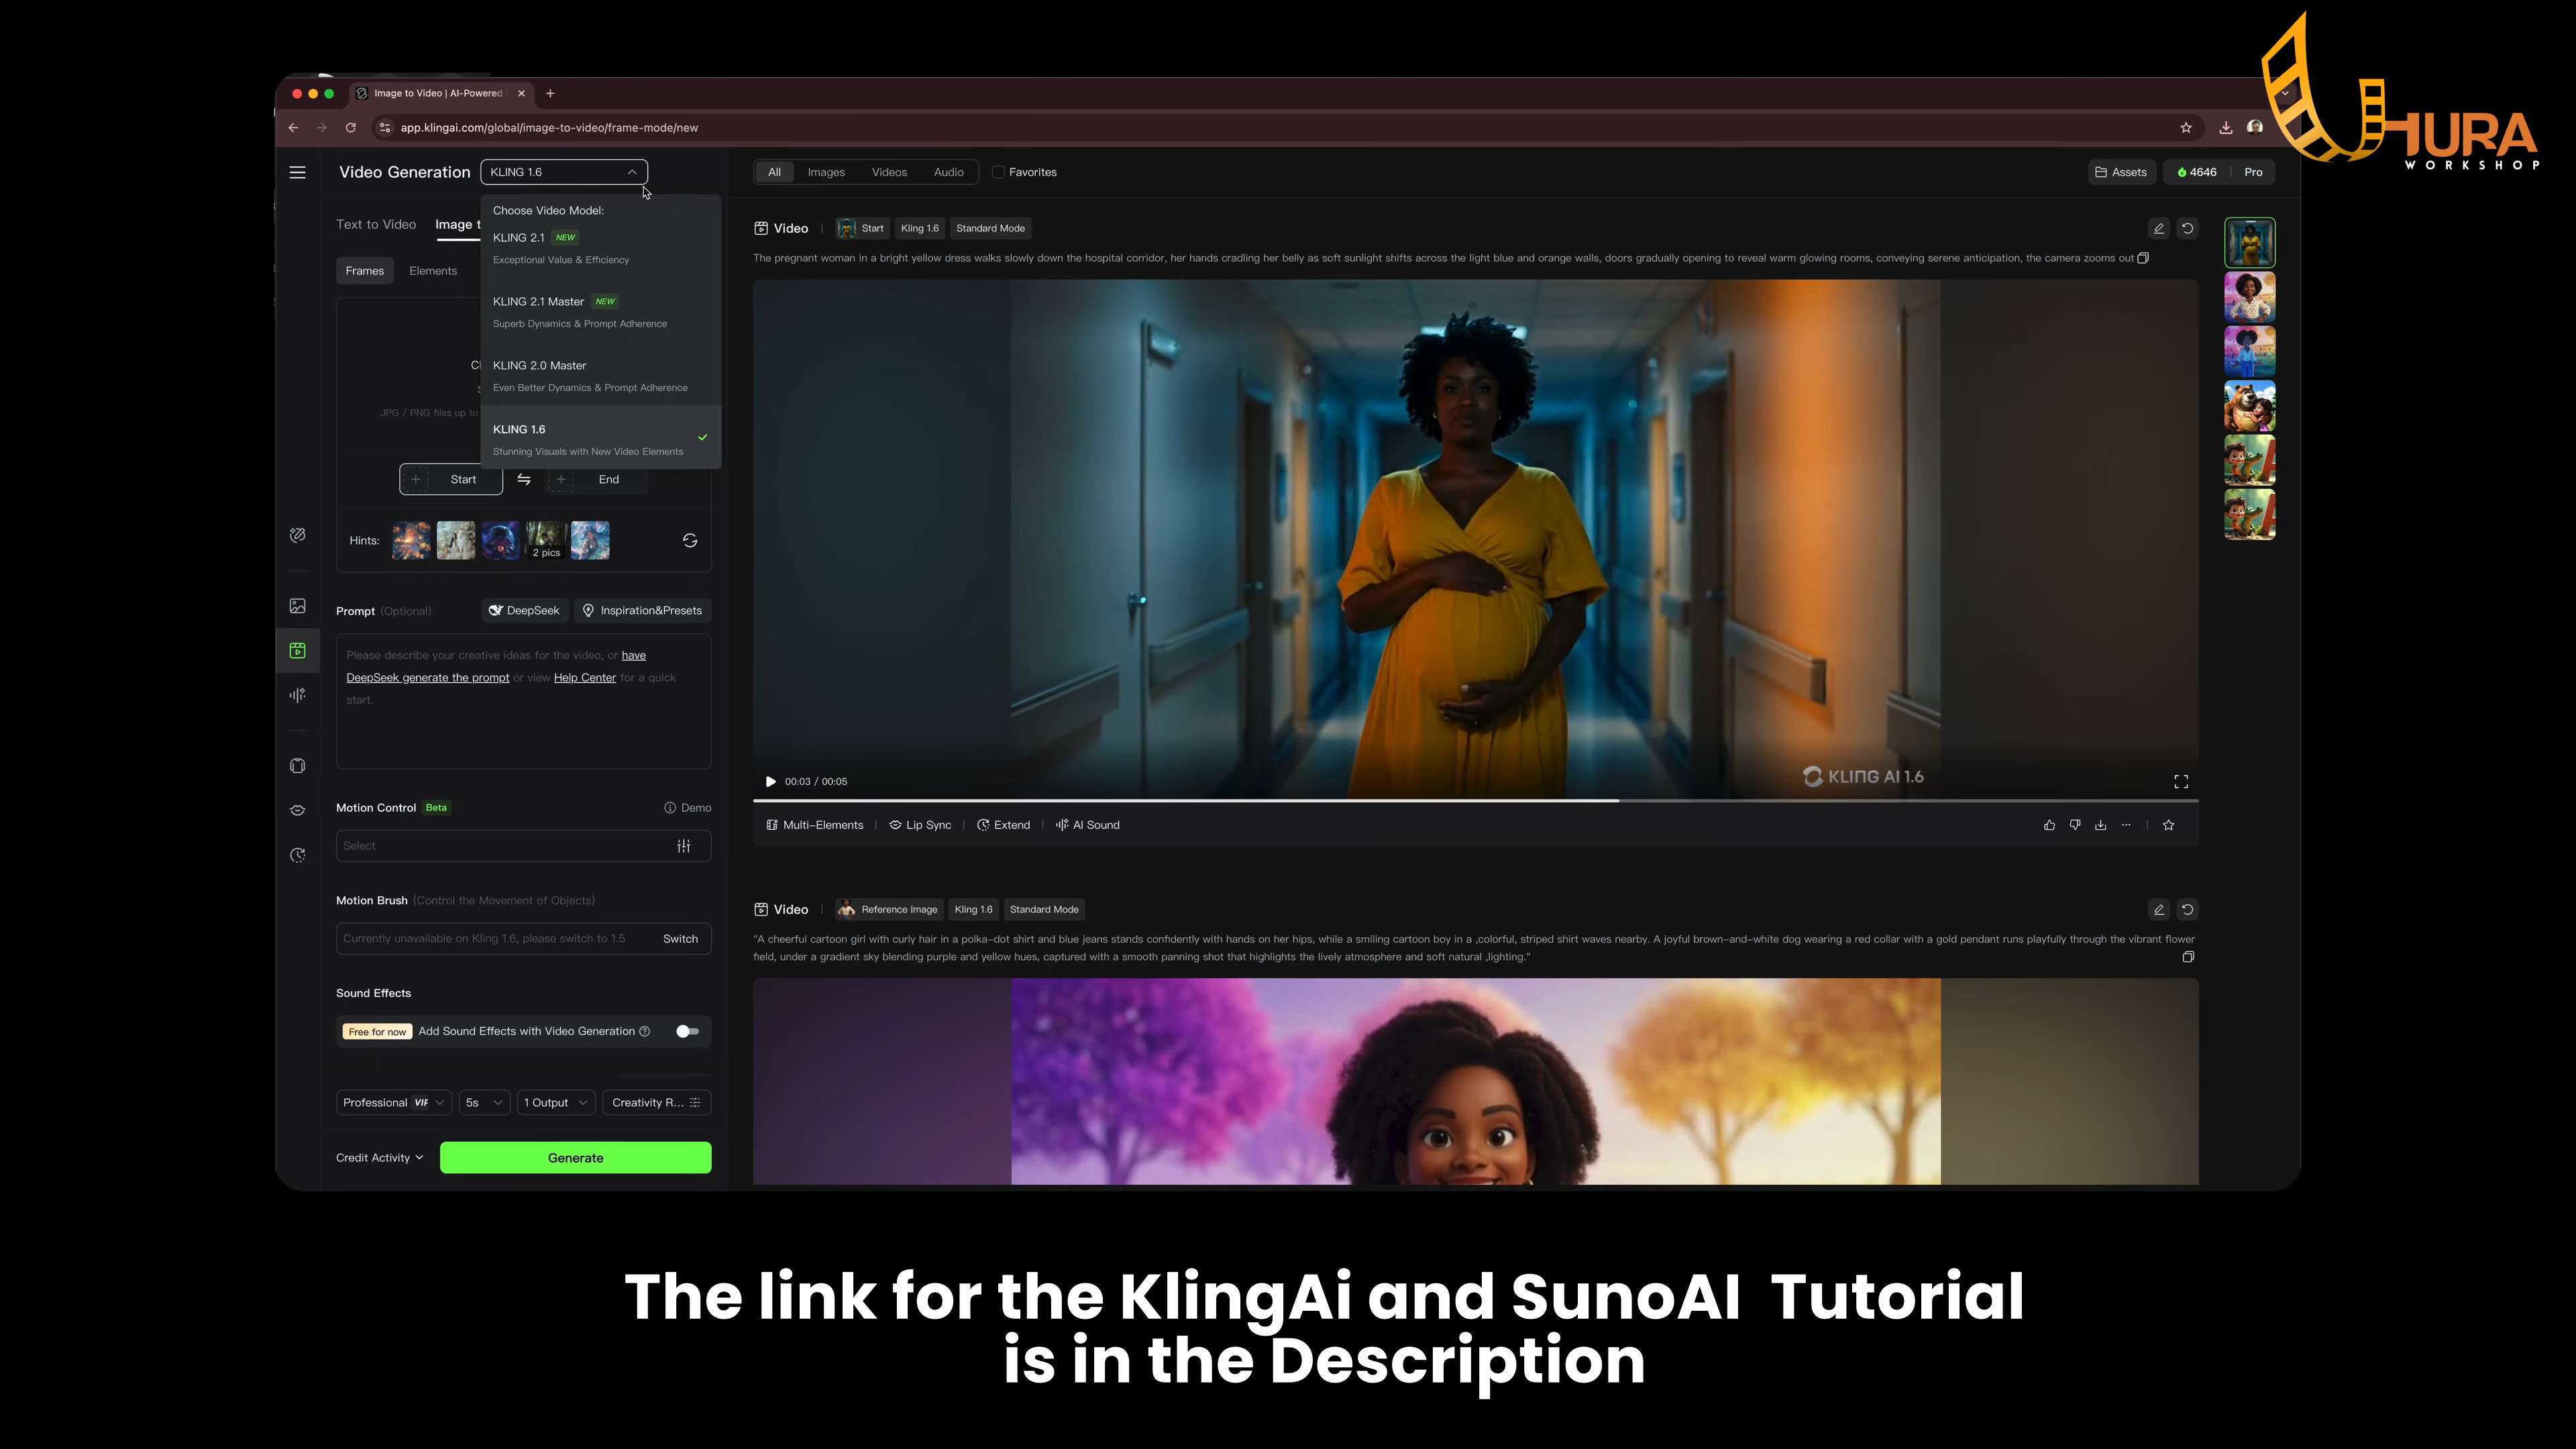 HURA
WORKSHOP
Image to Video | AI-Powered
app.klingai.com/global/image-to-video/frame-mode/new
Video Generation
KLING 1.6
Choose Video Model:
KLING 2.1 NEW
Exceptional Value & Efficiency
KLING 2.1 Master NEW
Superb Dynamics & Prompt Adherence
KLING 2.0 Master
Even Better Dynamics & Prompt Adherence
KLING 1.6
Stunning Visuals with New Video Elements
Text to Video Image t
Frames Elements
JPG / PNG files up to
Start End
Hints: 2 pics
Prompt (Optional) DeepSeek Inspiration&Presets
Please describe your creative ideas for the video, or have
DeepSeek generate the prompt or view Help Center for a quick
start.
Motion Control Beta Demo
Select
Motion Brush (Control the Movement of Objects)
Currently unavailable on Kling 1.6, please switch to 1.5 Switch
Sound Effects
Free for now Add Sound Effects with Video Generation
Professional VIP 5s 1 Output Creativity R...
Credit Activity Generate
All Images Videos Audio Favorites
Assets 4646 Pro
Video Start Kling 1.6 Standard Mode
The pregnant woman in a bright yellow dress walks slowly down the hospital corridor, her hands cradling her belly as soft sunlight shifts across the light blue and orange walls, doors gradually opening to reveal warm glowing rooms, conveying serene anticipation, the camera zooms out
00:03 / 00:05
KLING AI 1.6
Multi-Elements Lip Sync Extend AI Sound
Video Reference Image Kling 1.6 Standard Mode
"A cheerful cartoon girl with curly hair in a polka-dot shirt and blue jeans stands confidently with hands on her hips, while a smiling cartoon boy in a ,colorful, striped shirt waves nearby. A joyful brown-and-white dog wearing a red collar with a gold pendant runs playfully through the vibrant flower
field, under a gradient sky blending purple and yellow hues, captured with a smooth panning shot that highlights the lively atmosphere and soft natural ,lighting."
The link for the KlingAi and SunoAI Tutorial
is in the Description